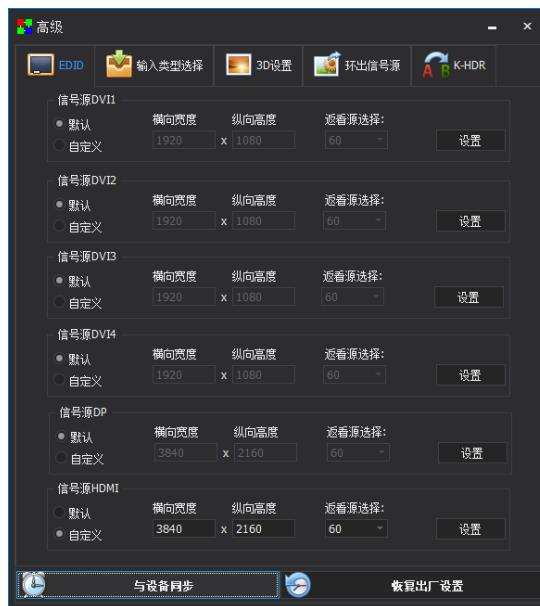 高级
EDID 输入类型选择 3D设置 环出信号源 A B K-HDR
信号源DVI1
默认 横向宽度 纵向高度 返看源选择:
自定义 1920 x 1080 60 设置
信号源DVI2
默认 横向宽度 纵向高度 返看源选择:
自定义 1920 x 1080 60 设置
信号源DVI3
默认 横向宽度 纵向高度 返看源选择:
自定义 1920 x 1080 60 设置
信号源DVI4
默认 横向宽度 纵向高度 返看源选择:
自定义 1920 x 1080 60 设置
信号源DP
默认 横向宽度 纵向高度 返看源选择:
自定义 3840 x 2160 60 设置
信号源HDMI
默认 横向宽度 纵向高度 返看源选择:
自定义 3840 x 2160 60 设置
与设备同步 恢复出厂设置